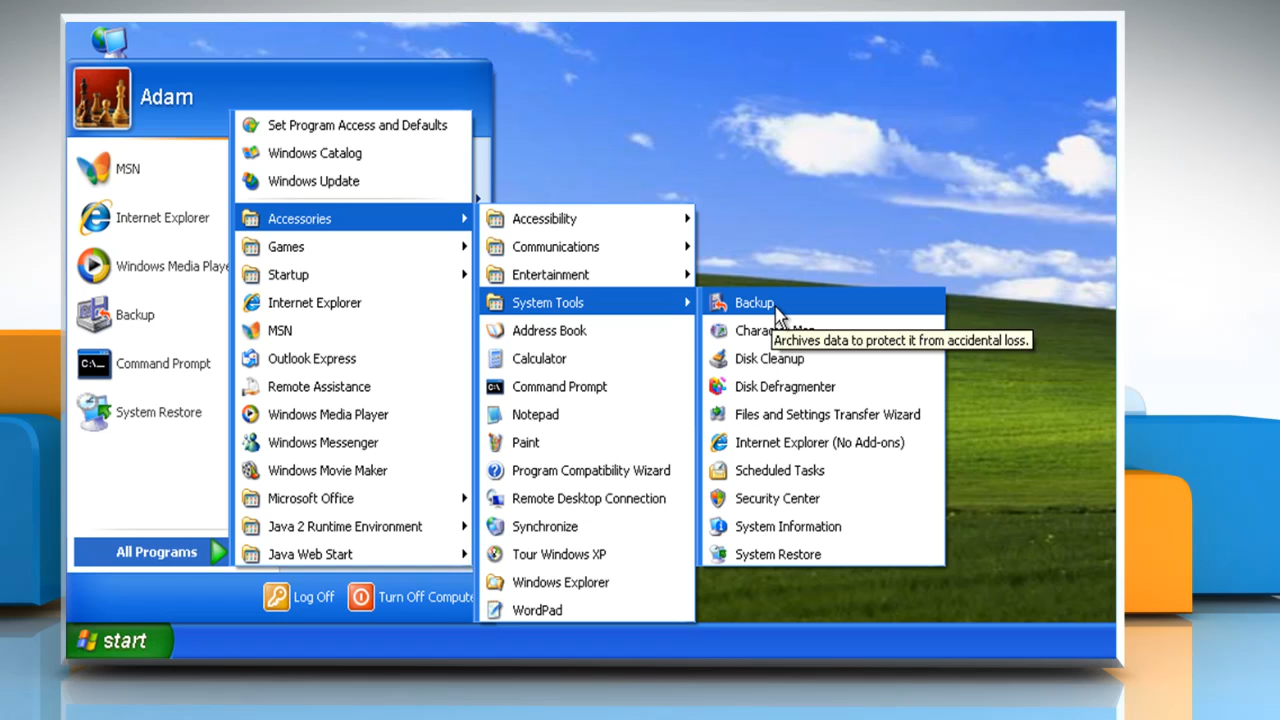 Adam
MSN
Internet Explorer
Windows Media Playe
Backup
Command Prompt
System Restore
All Programs
Log Off
Turn Off Compute
start
Set Program Access and Defaults
Windows Catalog
Windows Update
Accessories
Games
Startup
Internet Explorer
MSN
Outlook Express
Remote Assistance
Windows Media Player
Windows Messenger
Windows Movie Maker
Microsoft Office
Java 2 Runtime Environment
Java Web Start
Accessibility
Communications
Entertainment
System Tools
Address Book
Calculator
Command Prompt
Notepad
Paint
Program Compatibility Wizard
Remote Desktop Connection
Synchronize
Tour Windows XP
Windows Explorer
WordPad
Backup
Archives data to protect it from accidental loss.
Disk Cleanup
Disk Defragmenter
Files and Settings Transfer Wizard
Internet Explorer (No Add-ons)
Scheduled Tasks
Security Center
System Information
System Restore